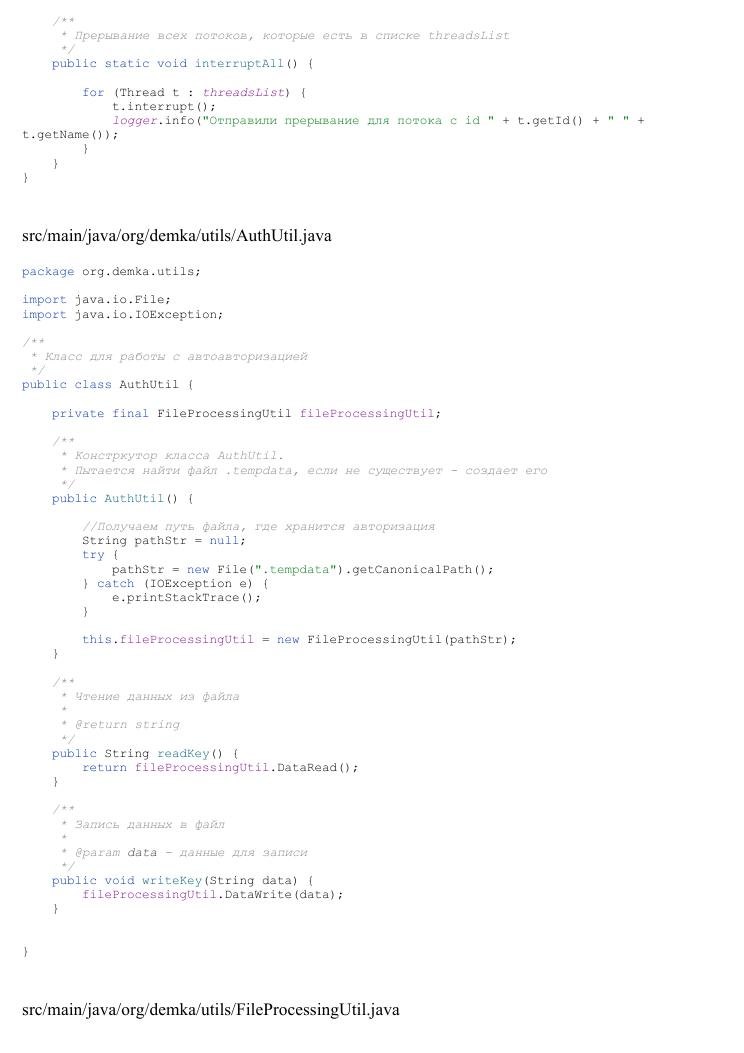 /**
* Прерывание всех потоков, которые есть в списке threadsList
*/
public static void interruptAll() {
for (Thread t : threadsList) {
t.interrupt();
logger.info("Отправили прерывание для потока с id " + t.getId() + " " +
t.getName());
}
}
}
src/main/java/org/demka/utils/AuthUtil.java
package org.demka.utils;
import java.io.File;
import java.io.IOException;
/**
* Класс для работы с автоавторизацией
*/
public class AuthUtil {
private final FileProcessingUtil fileProcessingUtil;
/**
* Констркутор класса AuthUtil.
* Пытается найти файл .tempdata, если не существует - создает его
*/
public AuthUtil() {
//Получаем путь файла, где хранится авторизация
String pathStr = null;
try {
pathStr = new File(".tempdata").getCanonicalPath();
} catch (IOException e) {
e.printStackTrace();
}
this.fileProcessingUtil = new FileProcessingUtil(pathStr);
}
/**
* Чтение данных из файла
*
* @return string
*/
public String readKey() {
return fileProcessingUtil.DataRead();
}
/**
* Запись данных в файл
*
* @param data - данные для записи
*/
public void writeKey(String data) {
fileProcessingUtil.DataWrite(data);
}
}
src/main/java/org/demka/utils/FileProcessingUtil.java